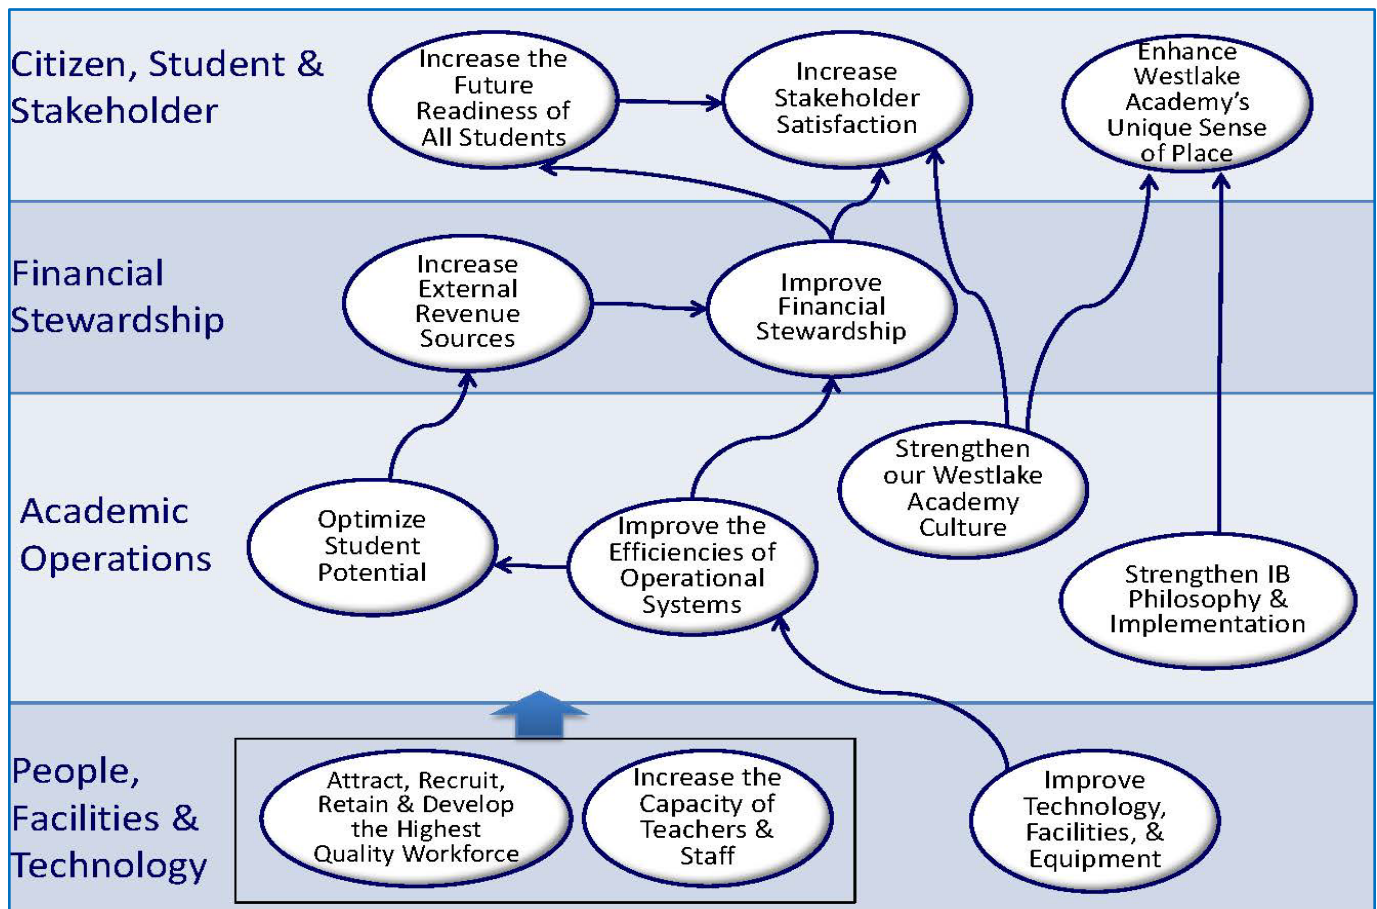 Citizen, Student &
Stakeholder
Increase the
Future
Readiness of
All Students
Increase
Stakeholder
Satisfaction
Enhance
Westlake
Academy's
Unique Sense
of Place
Financial
Stewardship
Increase
External
Revenue
Sources
Improve
Financial
Stewardship
Academic
Operations
Optimize
Student
Potential
Improve the
Efficiencies of
Operational
Systems
Strengthen
our Westlake
Academy
Culture
Strengthen IB
Philosophy &
Implementation
People,
Facilities &
Technology
Attract, Recruit,
Retain & Develop
the Highest
Quality Workforce
Increase the
Capacity of
Teachers &
Staff
Improve
Technology,
Facilities, &
Equipment